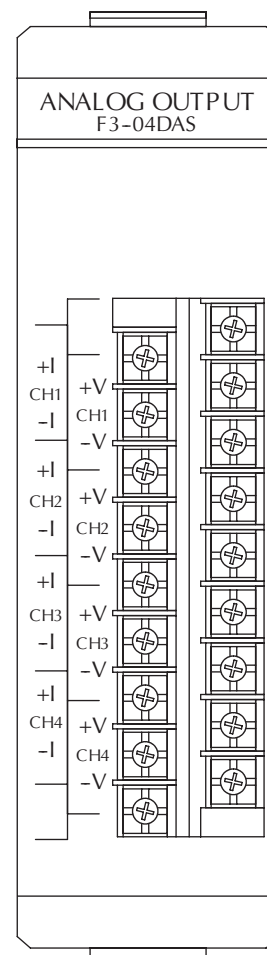 ANALOG OUTPUT
F3-04DAS
+I
CH1
-I
+V
CH1
-V
+I
CH2
-I
+V
CH2
-V
+I
CH3
-I
+V
CH3
-V
+I
CH4
-I
+V
CH4
-V